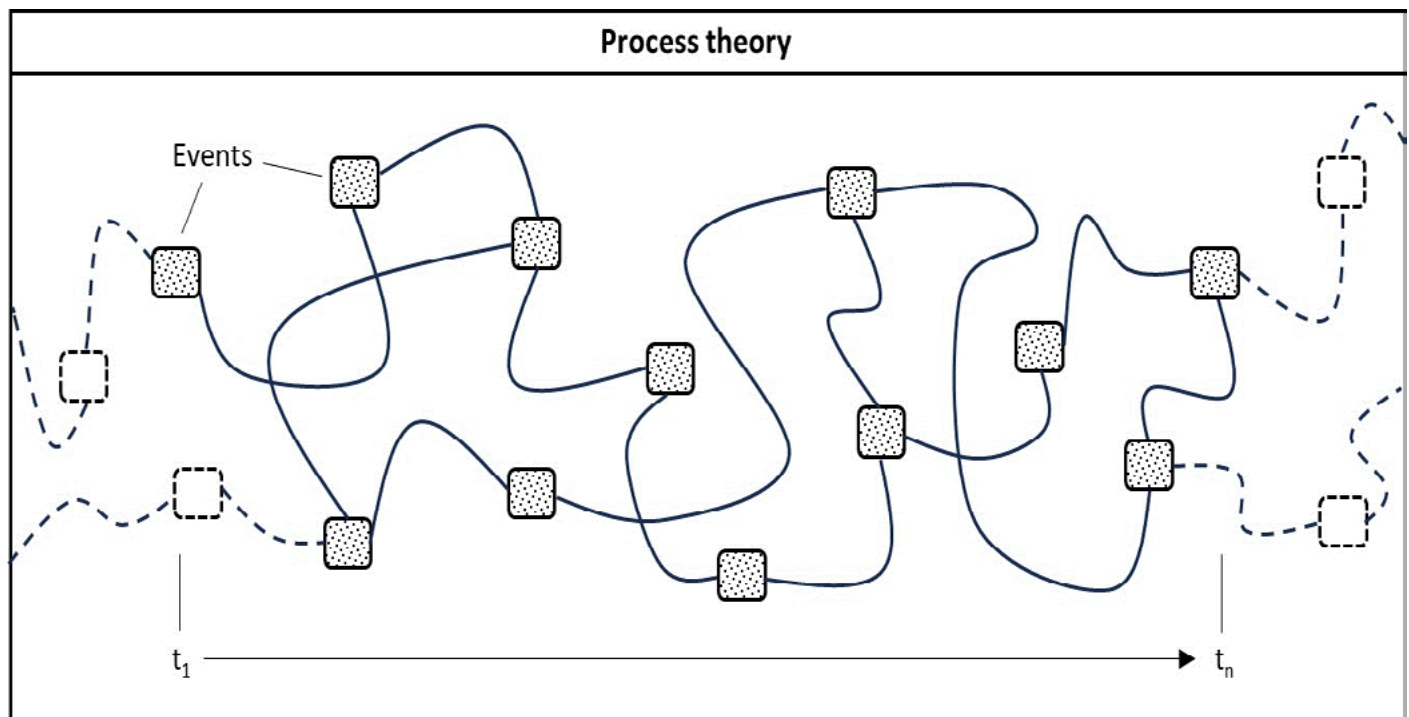 Process theory
Events
t₁
tₙ